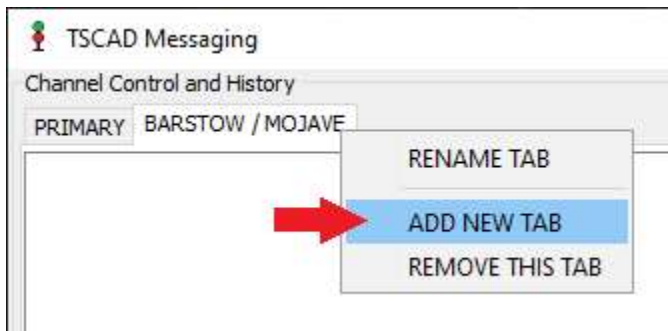 TSCAD Messaging
Channel Control and History
PRIMARY BARSTOW / MOJAVE
RENAME TAB
ADD NEW TAB
REMOVE THIS TAB